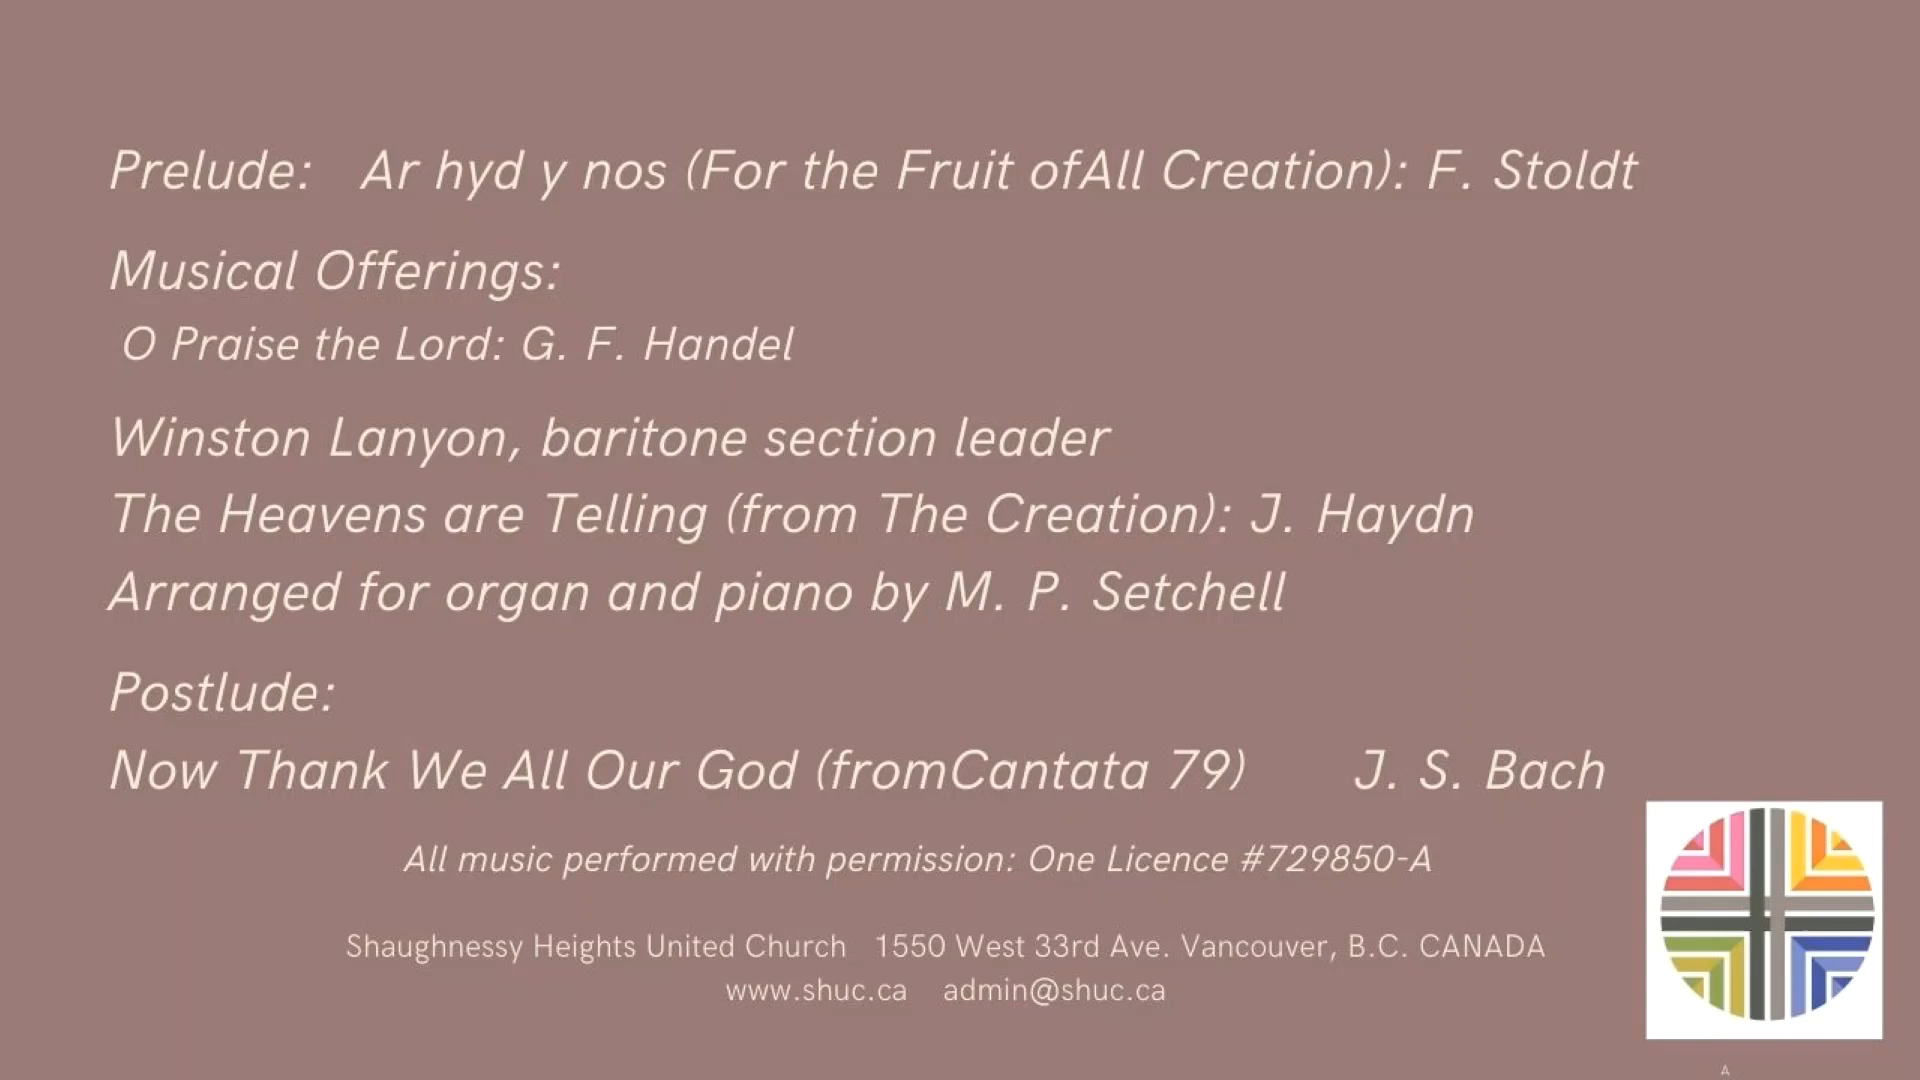 Prelude: Ar hyd y nos (For the Fruit ofAll Creation): F. Stoldt
Musical Offerings:
O Praise the Lord: G. F. Handel
Winston Lanyon, baritone section leader
The Heavens are Telling (from The Creation): J. Haydn
Arranged for organ and piano by M. P. Setchell
Postlude:
Now Thank We All Our God (fromCantata 79) J. S. Bach
All music performed with permission: One Licence #729850-A
Shaughnessy Heights United Church 1550 West 33rd Ave. Vancouver, B.C. CANADA
www.shuc.ca admin@shuc.ca
A